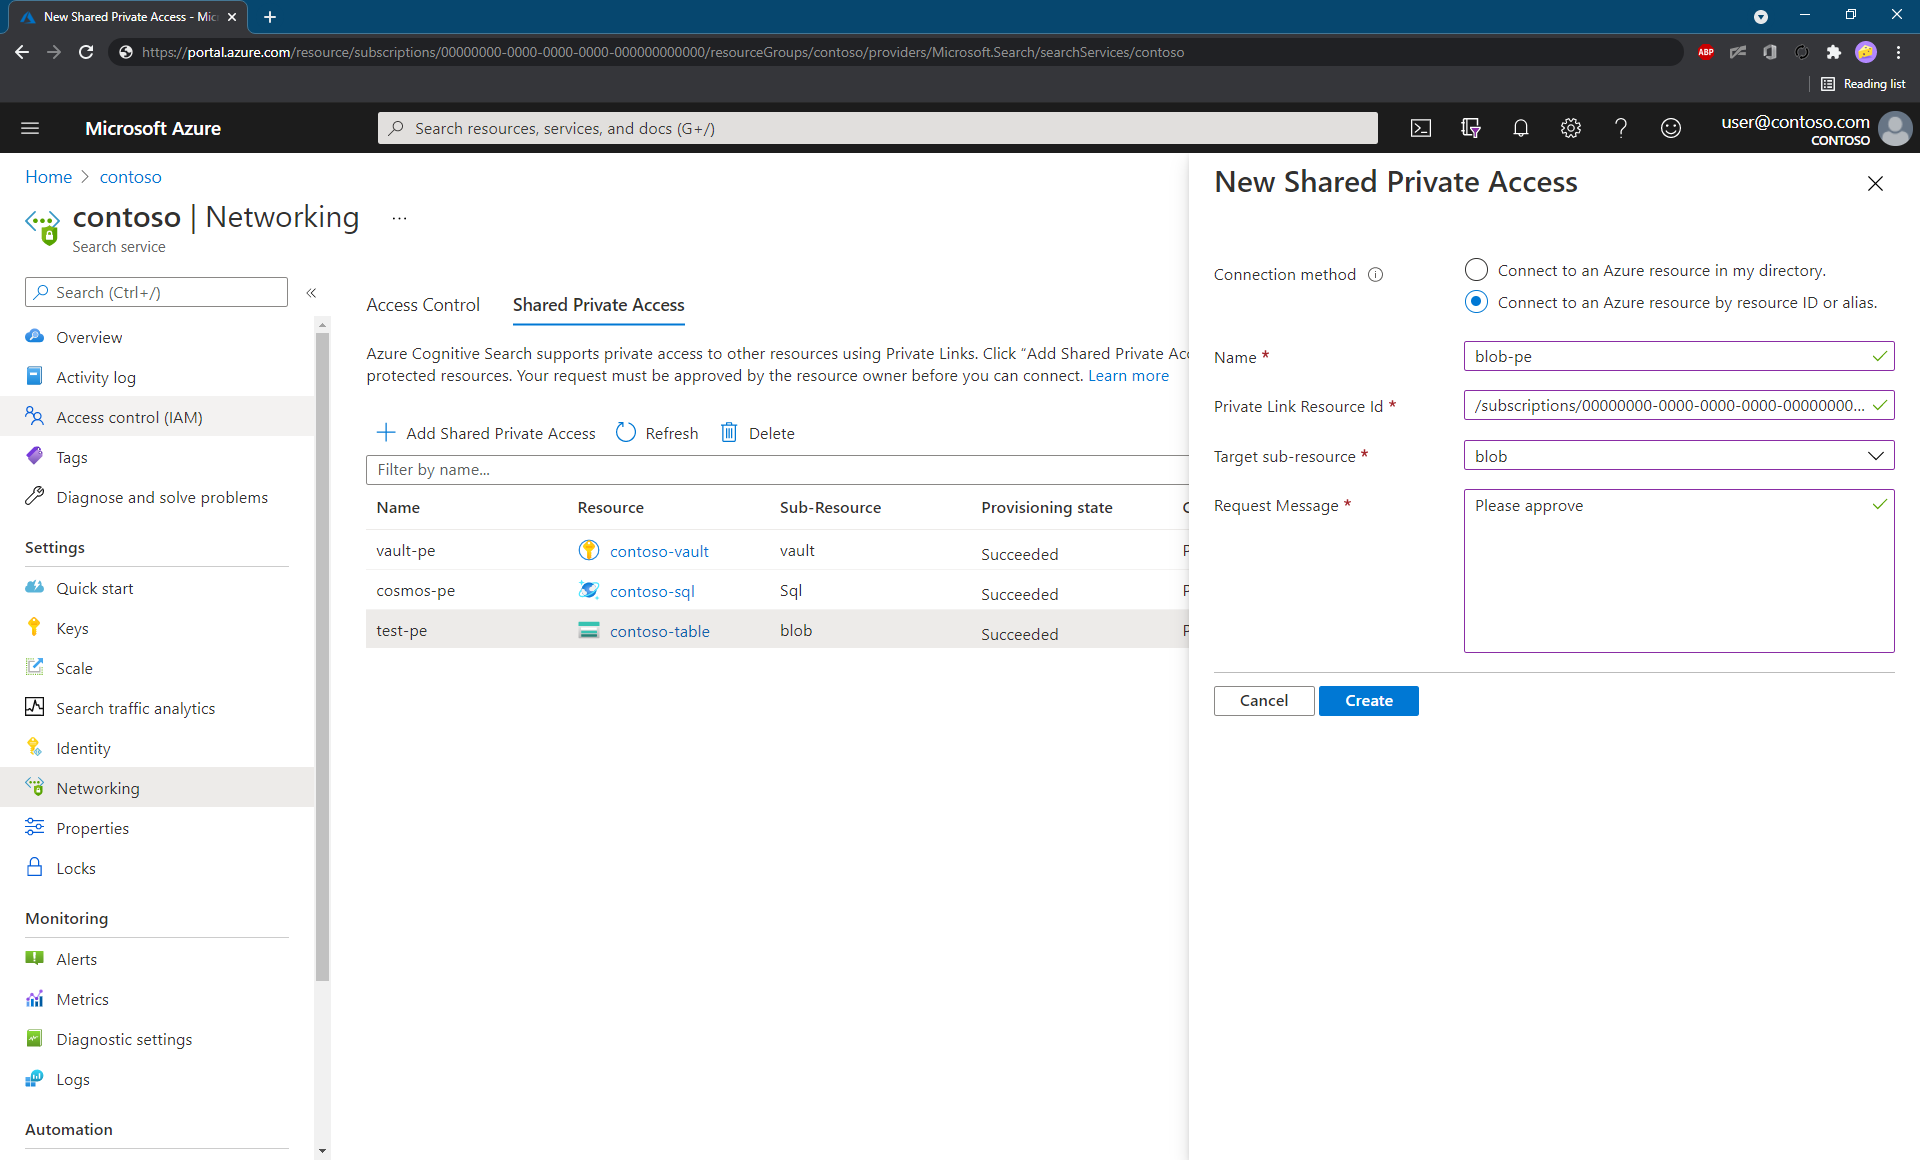 New Shared Private Access - Mic
https://portal.azure.com/resource/subscriptions/00000000-0000-0000-0000-000000000000/resourceGroups/contoso/providers/Microsoft.Search/searchServices/contoso
ABP
Reading list
Microsoft Azure
Search resources, services, and docs (G+/)
user@contoso.com
CONTOSO
Home > contoso
contoso | Networking ...
Search service
Search (Ctrl+/)
Overview
Activity log
Access control (IAM)
Tags
Diagnose and solve problems
Settings
Quick start
Keys
Scale
Search traffic analytics
Identity
Networking
Properties
Locks
Monitoring
Alerts
Metrics
Diagnostic settings
Logs
Automation
Access Control Shared Private Access
Azure Cognitive Search supports private access to other resources using Private Links. Click “Add Shared Private Acc
protected resources. Your request must be approved by the resource owner before you can connect. Learn more
Add Shared Private Access Refresh Delete
Filter by name...
Name Resource Sub-Resource Provisioning state C
vault-pe contoso-vault vault Succeeded P
cosmos-pe contoso-sql Sql Succeeded P
test-pe contoso-table blob Succeeded P
New Shared Private Access
Connection method
Connect to an Azure resource in my directory.
Connect to an Azure resource by resource ID or alias.
Name * blob-pe
Private Link Resource Id * /subscriptions/00000000-0000-0000-0000-00000000...
Target sub-resource * blob
Request Message * Please approve
Cancel Create